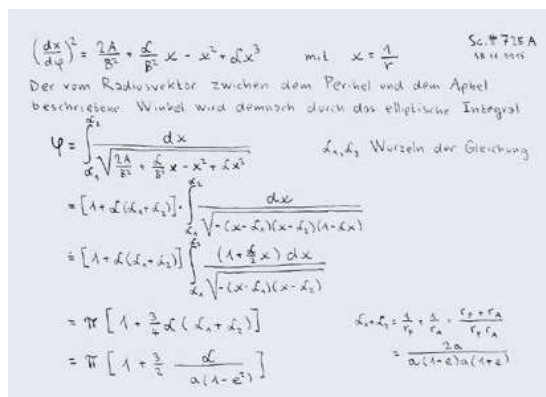 (dx/dφ)² = 2A/B² + α/B² x - x² + αx³ mit x = 1/r
Sc. # 725 A
18.11.1915
Der vom Radiusvektor zwichen dem Perihel und dem Aphel
beschriebene Winkel wird demnach durch das elliptische Integral
φ = ∫_{α₁}^{α₂} dx / √(2A/B² + α/B² x - x² + αx³) α₁, α₂ Wurzeln der Gleichung
= [1+α(α₁+α₂)]· ∫_{α₁}^{α₂} dx / √(-(x-α₁)(x-α₂)(1-αx))
= [1+α(α₁+α₂)] ∫_{α₁}^{α₂} (1+α/2 x) dx / √(-(x-α₁)(x-α₂))
= π [1 + 3/4 α (α₁+α₂)] α₁+α₂ = 1/r_P + 1/r_A = (r_P + r_A)/(r_P r_A)
= π [1 + 3/2 α/(a(1-e²))] = 2a/(a(1-e)a(1+e))